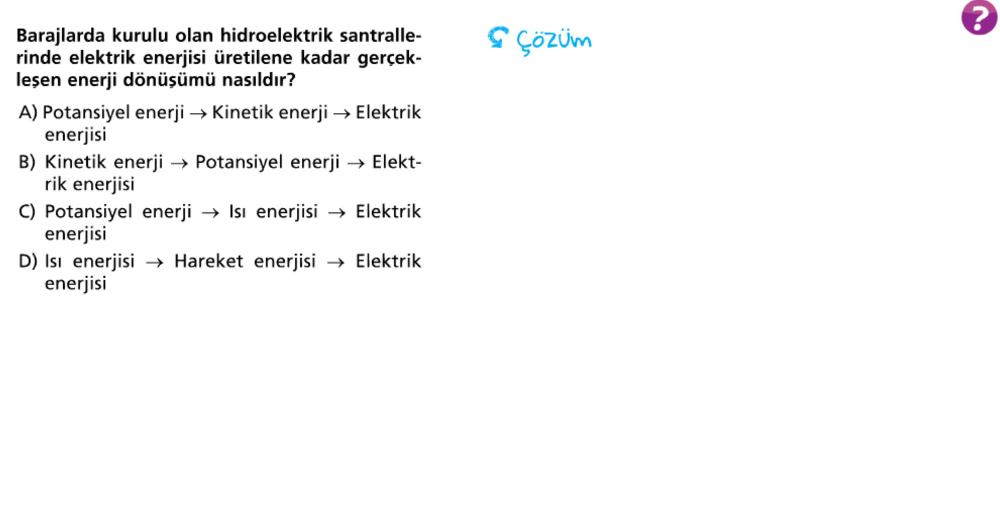 Barajlarda kurulu olan hidroelektrik santralle-
rinde elektrik enerjisi üretilene kadar gerçek-
leşen enerji dönüşümü nasıldır?
A) Potansiyel enerji → Kinetik enerji → Elektrik
enerjisi
B) Kinetik enerji → Potansiyel enerji → Elekt-
rik enerjisi
C) Potansiyel enerji → Isı enerjisi → Elektrik
enerjisi
D) Isı enerjisi → Hareket enerjisi → Elektrik
enerjisi
Çözüm
?